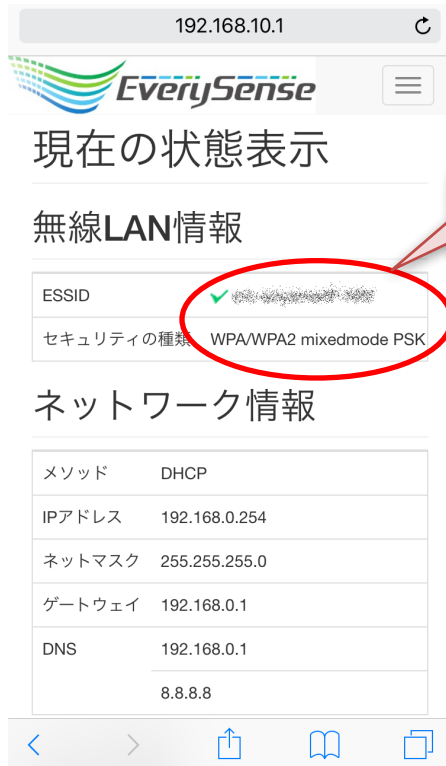 192.168.10.1
EverySense
現在の状態表示
無線LAN情報
ESSID
セキュリティの種類 WPA/WPA2 mixedmode PSK
ネットワーク情報
メソッド DHCP
IPアドレス 192.168.0.254
ネットマスク 255.255.255.0
ゲートウェイ 192.168.0.1
DNS 192.168.0.1
8.8.8.8